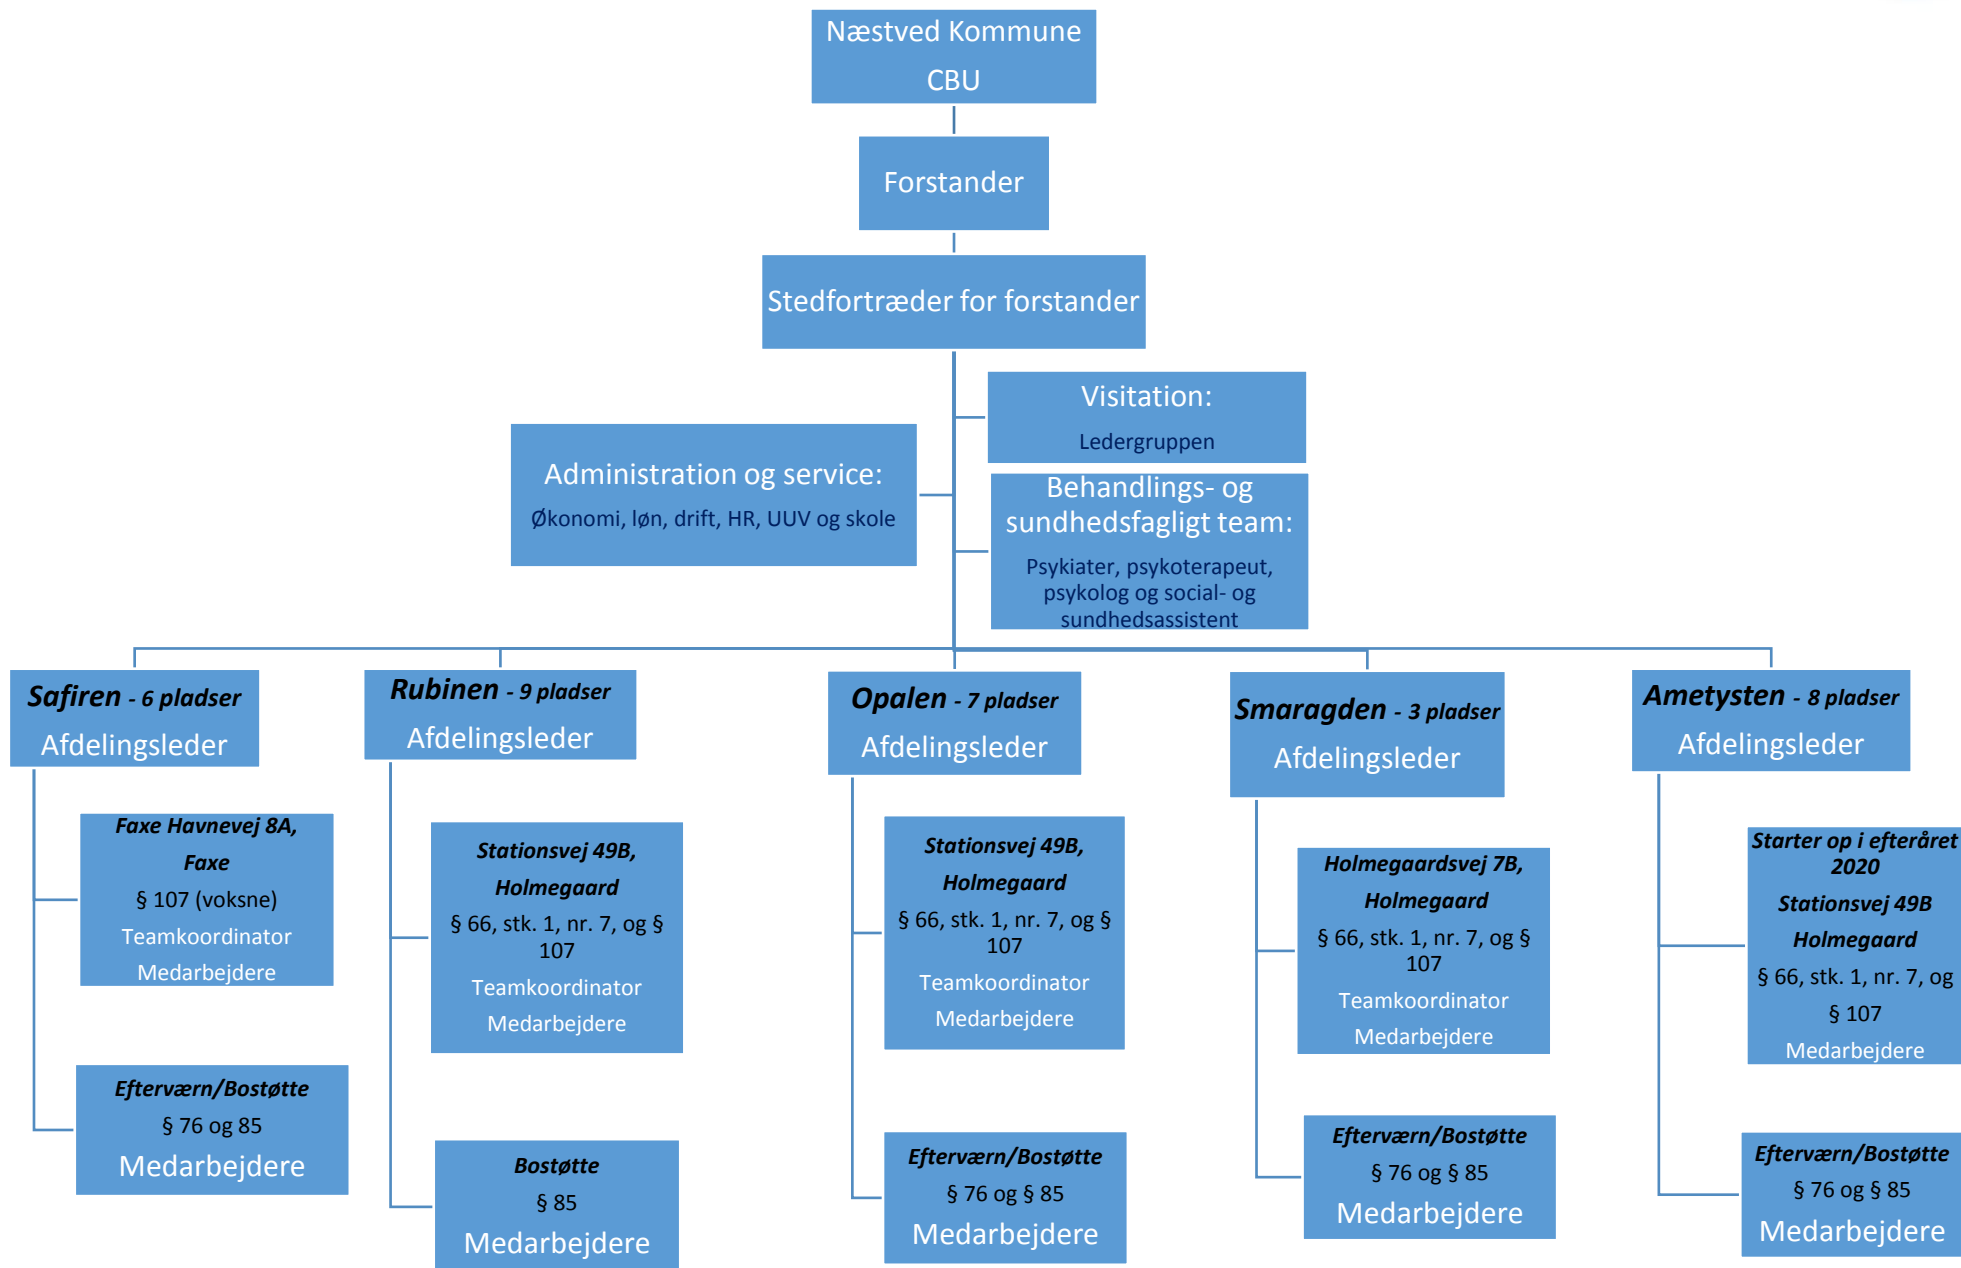 Næstved Kommune
CBU
Forstander
Stedfortræder for forstander
Visitation:
Ledergruppen
Administration og service:
Økonomi, løn, drift, HR, UUV og skole
Behandlings- og
sundhedsfagligt team:
Psykiater, psykoterapeut,
psykolog og social- og
sundhedsassistent
Safiren - 6 pladser
Afdelingsleder
Faxe Havnevej 8A,
Faxe
§ 107 (voksne)
Teamkoordinator
Medarbejdere
Efterværn/Bostøtte
§ 76 og 85
Medarbejdere
Rubinen - 9 pladser
Afdelingsleder
Stationsvej 49B,
Holmegaard
§ 66, stk. 1, nr. 7, og §
107
Teamkoordinator
Medarbejdere
Bostøtte
§ 85
Medarbejdere
Opalen - 7 pladser
Afdelingsleder
Stationsvej 49B,
Holmegaard
§ 66, stk. 1, nr. 7, og §
107
Teamkoordinator
Medarbejdere
Efterværn/Bostøtte
§ 76 og § 85
Medarbejdere
Smaragden - 3 pladser
Afdelingsleder
Holmegaardsvej 7B,
Holmegaard
§ 66, stk. 1, nr. 7, og §
107
Teamkoordinator
Medarbejdere
Efterværn/Bostøtte
§ 76 og § 85
Medarbejdere
Ametysten - 8 pladser
Afdelingsleder
Starter op i efteråret
2020
Stationsvej 49B
Holmegaard
§ 66, stk. 1, nr. 7, og
§ 107
Medarbejdere
Efterværn/Bostøtte
§ 76 og § 85
Medarbejdere